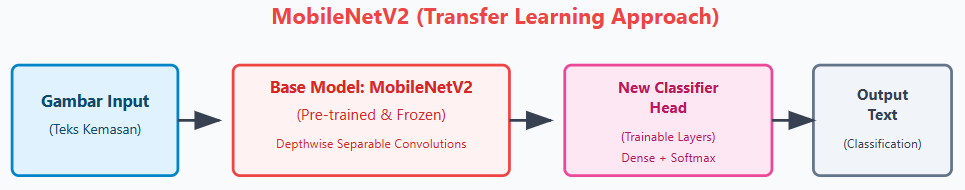 MobileNetV2 (Transfer Learning Approach)
Gambar Input
(Teks Kemasan)
Base Model: MobileNetV2
(Pre-trained & Frozen)
Depthwise Separable Convolutions
New Classifier
Head
(Trainable Layers)
Dense + Softmax
Output
Text
(Classification)